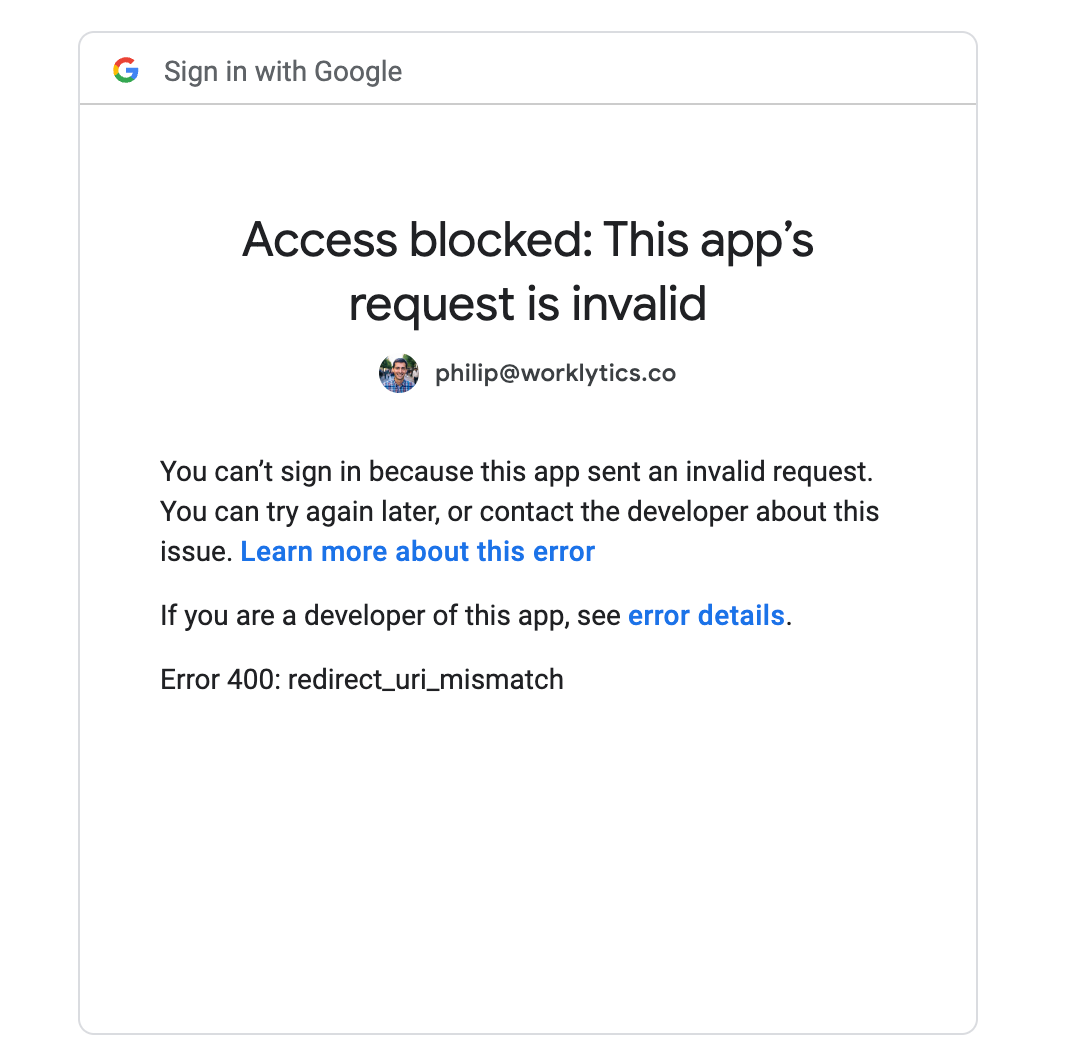 Sign in with Google
Access blocked: This app’s
request is invalid
philip@worklytics.co
You can’t sign in because this app sent an invalid request.
You can try again later, or contact the developer about this
issue. Learn more about this error
If you are a developer of this app, see error details.
Error 400: redirect_uri_mismatch